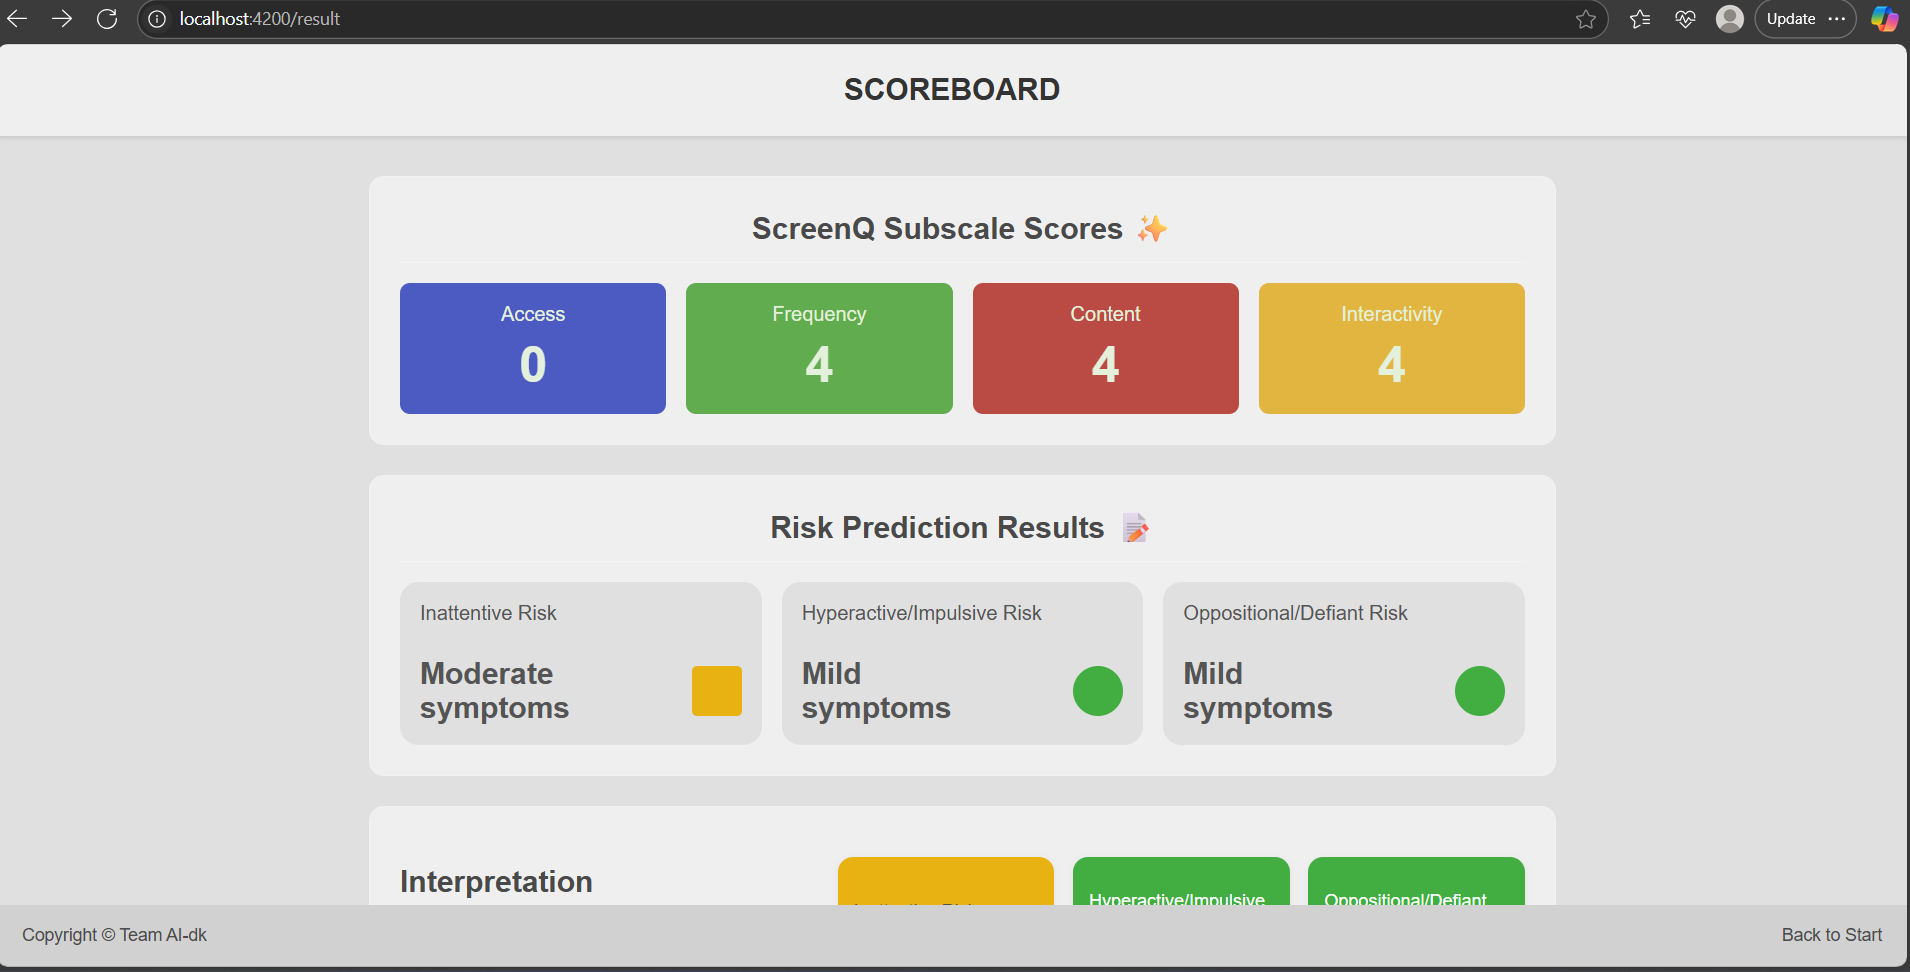 localhost:4200/result
Update
SCOREBOARD
ScreenQ Subscale Scores
Access
0
Frequency
4
Content
4
Interactivity
4
Risk Prediction Results
Inattentive Risk
Moderate
symptoms
Hyperactive/Impulsive Risk
Mild
symptoms
Oppositional/Defiant Risk
Mild
symptoms
Interpretation
Hyperactive/Impulsive
Oppositional/Defiant
Copyright © Team AI-dk
Back to Start